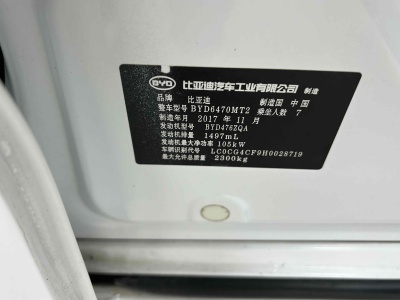 BYD 比亚迪汽车工业有限公司 制造
品牌 比亚迪 制造国 中国
整车型号 BYD6470MT2 乘坐人数 7
制造年月 2017 年 11 月
发动机型号 BYD476ZQA
发动机排量 1497mL
发动机最大净功率 105kW
车辆识别代号 LC0CG4CF9H0028719
最大允许总质量 2300kg